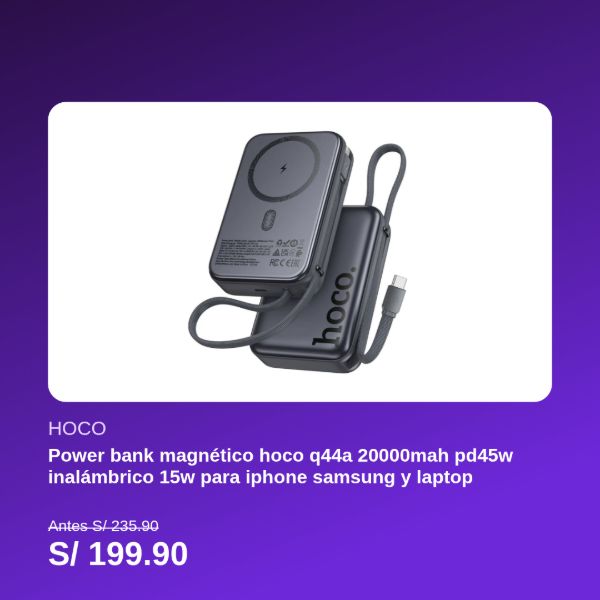 hoco.
HOCO
Power bank magnético hoco q44a 20000mah pd45w
inalámbrico 15w para iphone samsung y laptop
Antes S/ 235.90
S/ 199.90